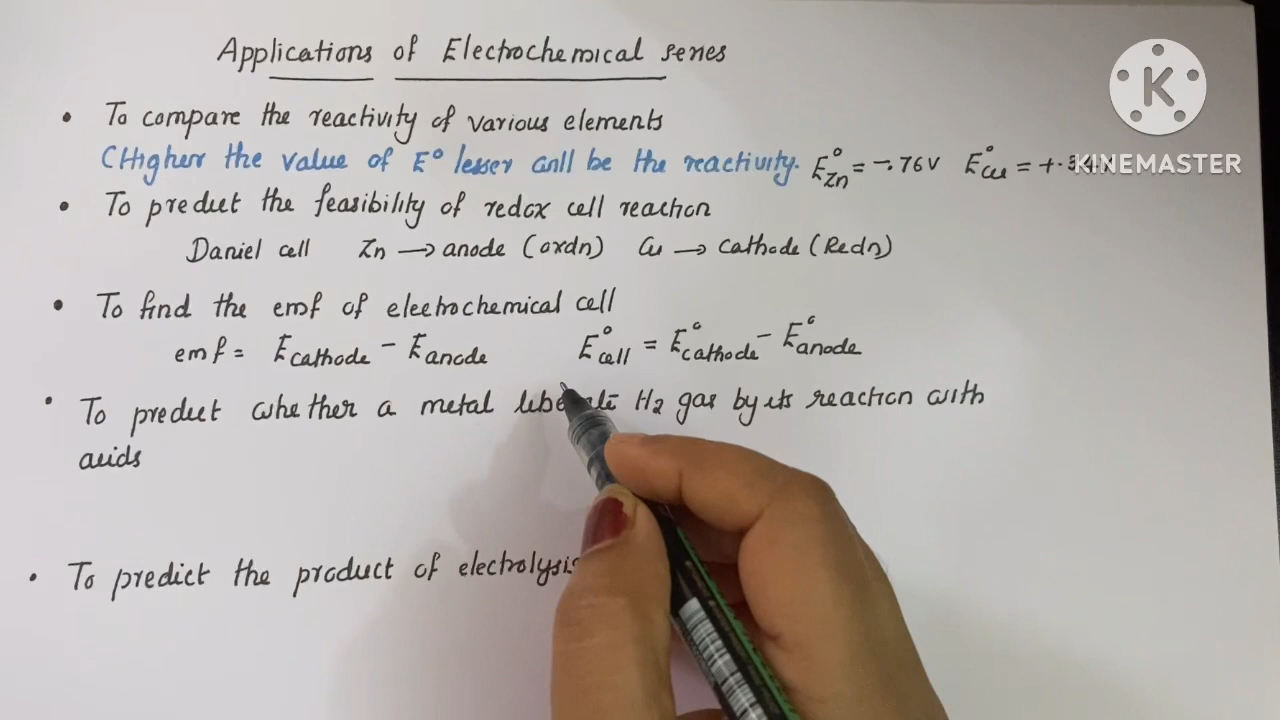 Applications of Electrochemical series
• To compare the reactivity of various elements
(Higher the value of E° lesser will be the reactivity. E°Zn = -.76V E°Cu = +.34
• To predict the feasibility of redox cell reaction
Daniel cell Zn → anode (oxdn) Cu → cathode (Redn)
• To find the emf of electrochemical cell
emf = Ecathode - Eanode E°cell = E°cathode - E°anode
• To predict whether a metal liberate H2 gas by its reaction with
acids
• To predict the product of electrolysis
K
KINEMASTER